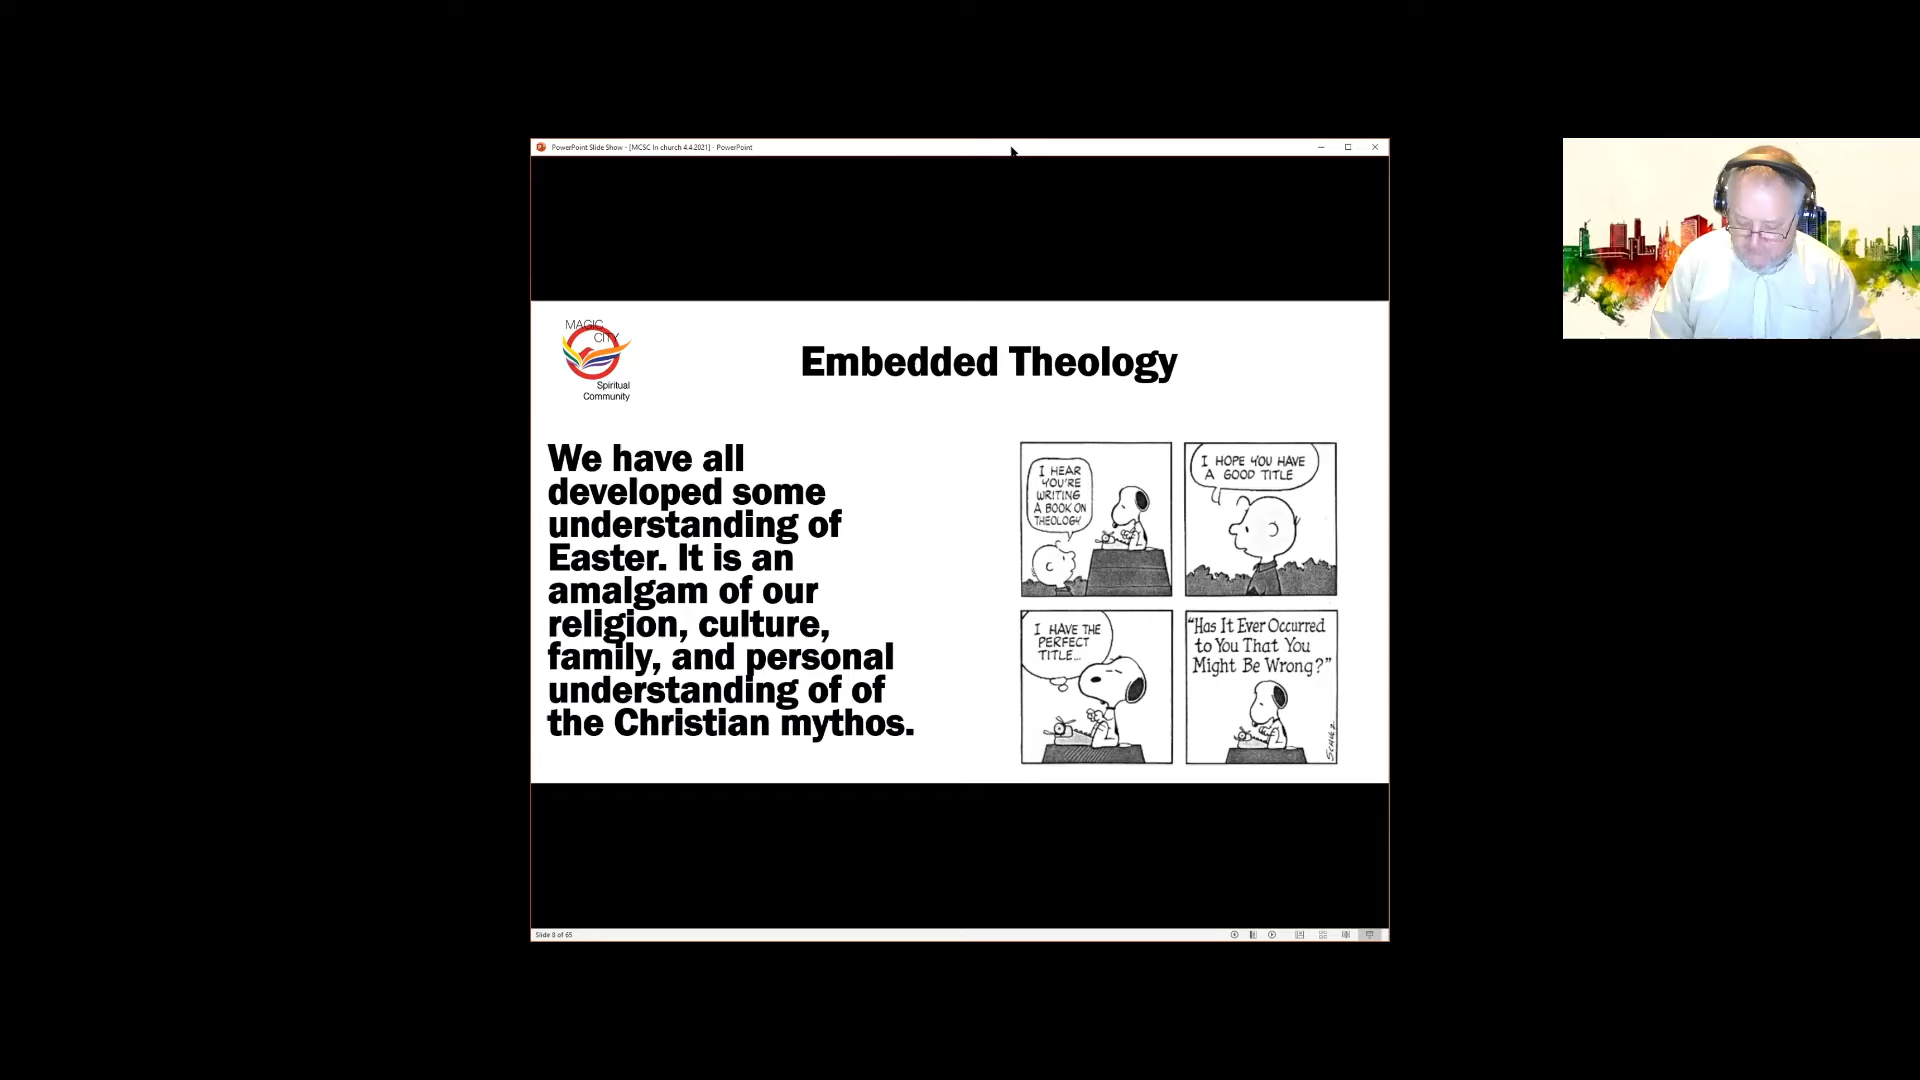 PowerPoint Slide Show - [MCSC In church 4.4.2021] - PowerPoint
MAGIC
CITY
Spiritual
Community
Embedded Theology
We have all
developed some
understanding of
Easter. It is an
amalgam of our
religion, culture,
family, and personal
understanding of of
the Christian mythos.
I HEAR
YOU'RE
WRITING
A BOOK ON
THEOLOGY
I HOPE YOU HAVE
A GOOD TITLE
I HAVE THE
PERFECT
TITLE...
"Has It Ever Occurred
to You That You
Might Be Wrong?"
SCHULZ
Slide 8 of 65